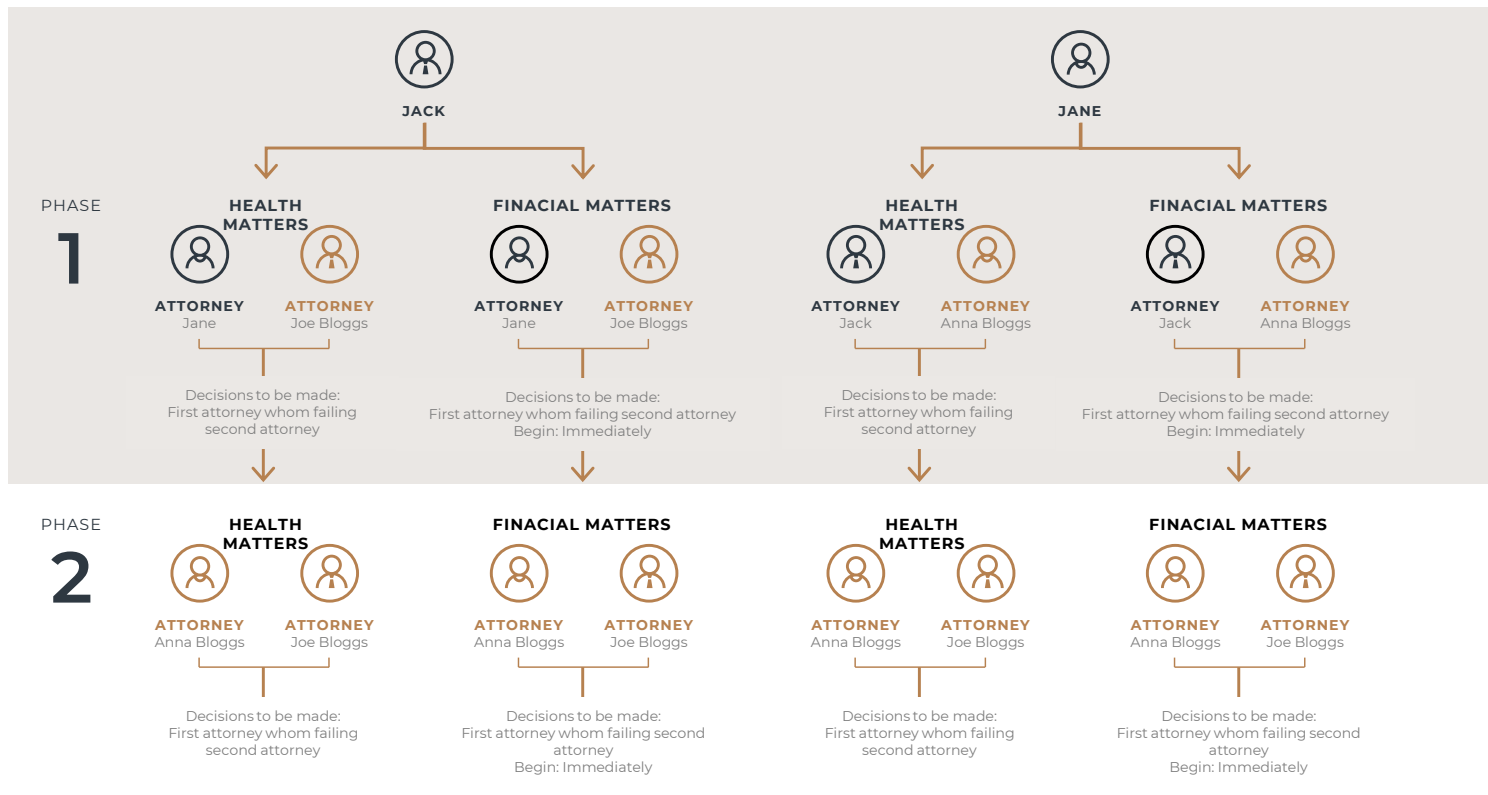 JACK
JANE
PHASE
1
HEALTH
MATTERS
FINACIAL MATTERS
HEALTH
MATTERS
FINACIAL MATTERS
ATTORNEY
Jane
ATTORNEY
Joe Bloggs
ATTORNEY
Jane
ATTORNEY
Joe Bloggs
ATTORNEY
Jack
ATTORNEY
Anna Bloggs
ATTORNEY
Jack
ATTORNEY
Anna Bloggs
Decisions to be made:
First attorney whom failing
second attorney
Decisions to be made:
First attorney whom failing second attorney
Begin: Immediately
Decisions to be made:
First attorney whom failing
second attorney
Decisions to be made:
First attorney whom failing second attorney
Begin: Immediately
PHASE
2
HEALTH
MATTERS
FINACIAL MATTERS
HEALTH
MATTERS
FINACIAL MATTERS
ATTORNEY
Anna Bloggs
ATTORNEY
Joe Bloggs
ATTORNEY
Anna Bloggs
ATTORNEY
Joe Bloggs
ATTORNEY
Anna Bloggs
ATTORNEY
Joe Bloggs
ATTORNEY
Anna Bloggs
ATTORNEY
Joe Bloggs
Decisions to be made:
First attorney whom failing
second attorney
Decisions to be made:
First attorney whom failing second
attorney
Begin: Immediately
Decisions to be made:
First attorney whom failing
second attorney
Decisions to be made:
First attorney whom failing second
attorney
Begin: Immediately